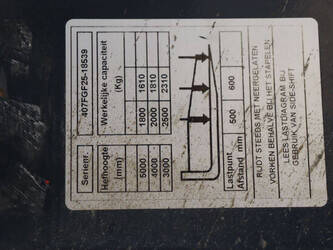 Serienr. 407FGF25-18539
Hefhoogte Werkelijke capaciteit
(mm) (Kg)
5000 1800 1610
4000 2000 1810
3000 2500 2310
Lastpunt
Afstand mm 500 600
RIJDT STEEDS MET NEERGELATEN
VORKEN BEHALVE BIJ HET STAPELEN
LEES LASTDIAGRAM BIJ
GEBRUIK VAN SIDE-SHIFT